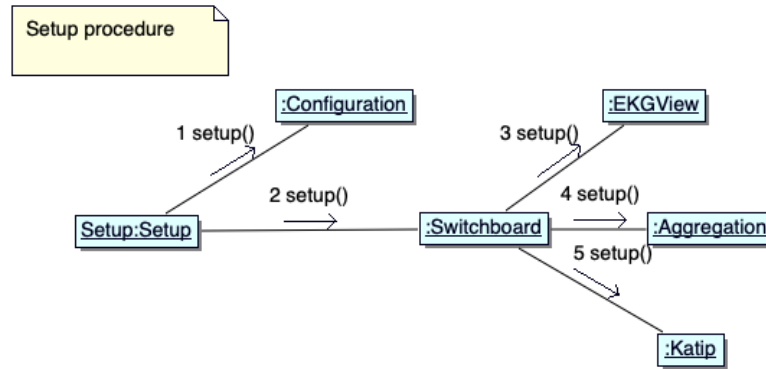 Setup procedure
:Configuration
:EKGView
1 setup()
3 setup()
2 setup()
4 setup()
Setup:Setup
:Switchboard
:Aggregation
5 setup()
:Katip